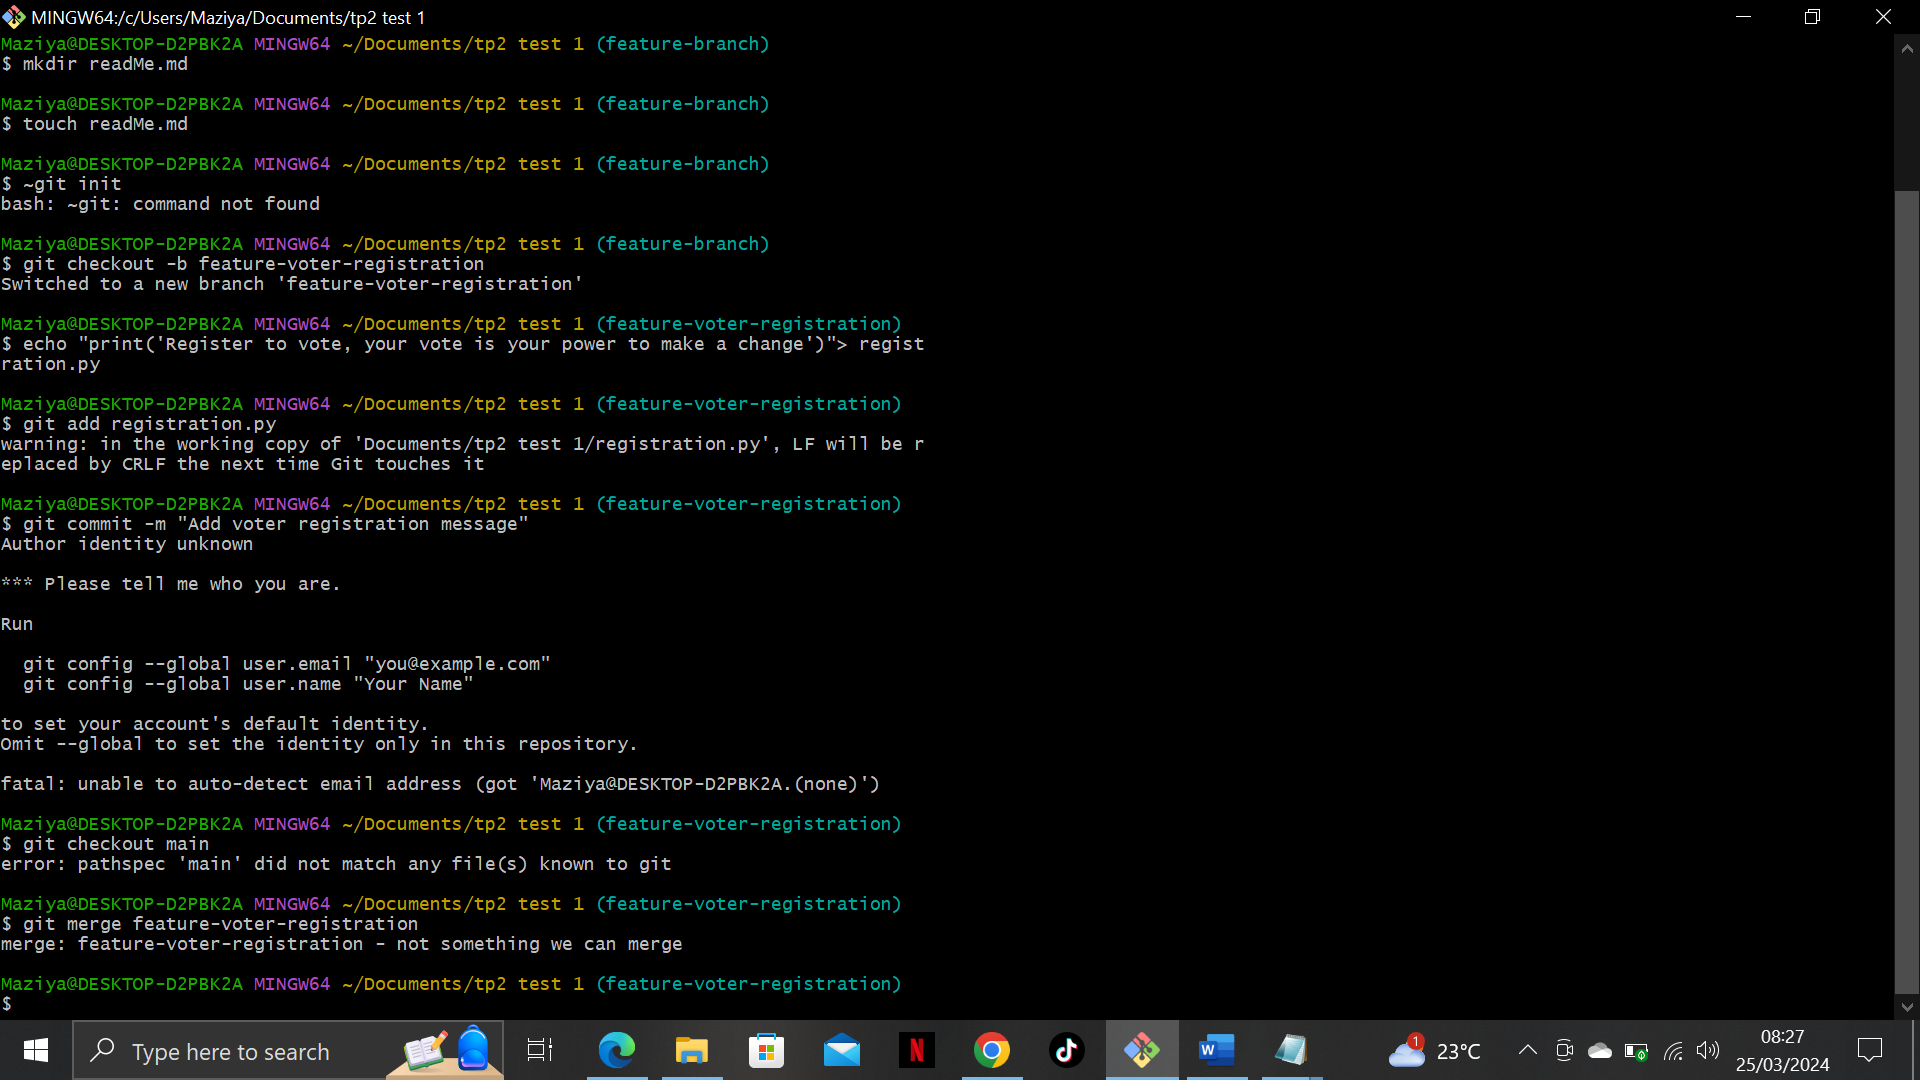 MINGW64:/c/Users/Maziya/Documents/tp2 test 1
Maziya@DESKTOP-D2PBK2A MINGW64 ~/Documents/tp2 test 1 (feature-branch)
$ mkdir readMe.md
Maziya@DESKTOP-D2PBK2A MINGW64 ~/Documents/tp2 test 1 (feature-branch)
$ touch readMe.md
Maziya@DESKTOP-D2PBK2A MINGW64 ~/Documents/tp2 test 1 (feature-branch)
$ ~git init
bash: ~git: command not found
Maziya@DESKTOP-D2PBK2A MINGW64 ~/Documents/tp2 test 1 (feature-branch)
$ git checkout -b feature-voter-registration
Switched to a new branch 'feature-voter-registration'
Maziya@DESKTOP-D2PBK2A MINGW64 ~/Documents/tp2 test 1 (feature-voter-registration)
$ echo "print('Register to vote, your vote is your power to make a change')"> regist
ration.py
Maziya@DESKTOP-D2PBK2A MINGW64 ~/Documents/tp2 test 1 (feature-voter-registration)
$ git add registration.py
warning: in the working copy of 'Documents/tp2 test 1/registration.py', LF will be r
eplaced by CRLF the next time Git touches it
Maziya@DESKTOP-D2PBK2A MINGW64 ~/Documents/tp2 test 1 (feature-voter-registration)
$ git commit -m "Add voter registration message"
Author identity unknown
*** Please tell me who you are.
Run
git config --global user.email "you@example.com"
git config --global user.name "Your Name"
to set your account's default identity.
Omit --global to set the identity only in this repository.
fatal: unable to auto-detect email address (got 'Maziya@DESKTOP-D2PBK2A.(none)')
Maziya@DESKTOP-D2PBK2A MINGW64 ~/Documents/tp2 test 1 (feature-voter-registration)
$ git checkout main
error: pathspec 'main' did not match any file(s) known to git
Maziya@DESKTOP-D2PBK2A MINGW64 ~/Documents/tp2 test 1 (feature-voter-registration)
$ git merge feature-voter-registration
merge: feature-voter-registration - not something we can merge
Maziya@DESKTOP-D2PBK2A MINGW64 ~/Documents/tp2 test 1 (feature-voter-registration)
$
Type here to search
N
W
1
23°C
08:27
25/03/2024